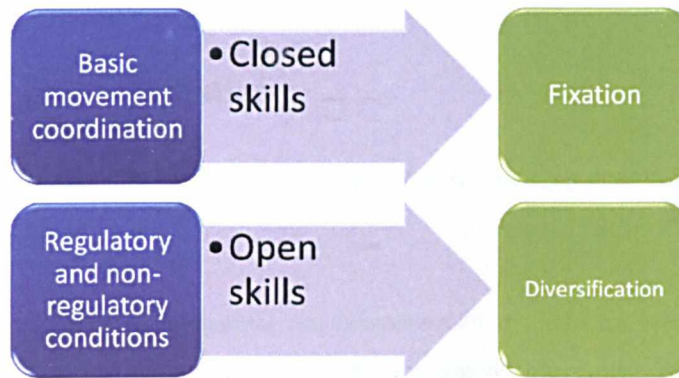 Basic
movement
coordination
• Closed
skills
Fixation
Regulatory
and non-
regulatory
conditions
• Open
skills
Diversification